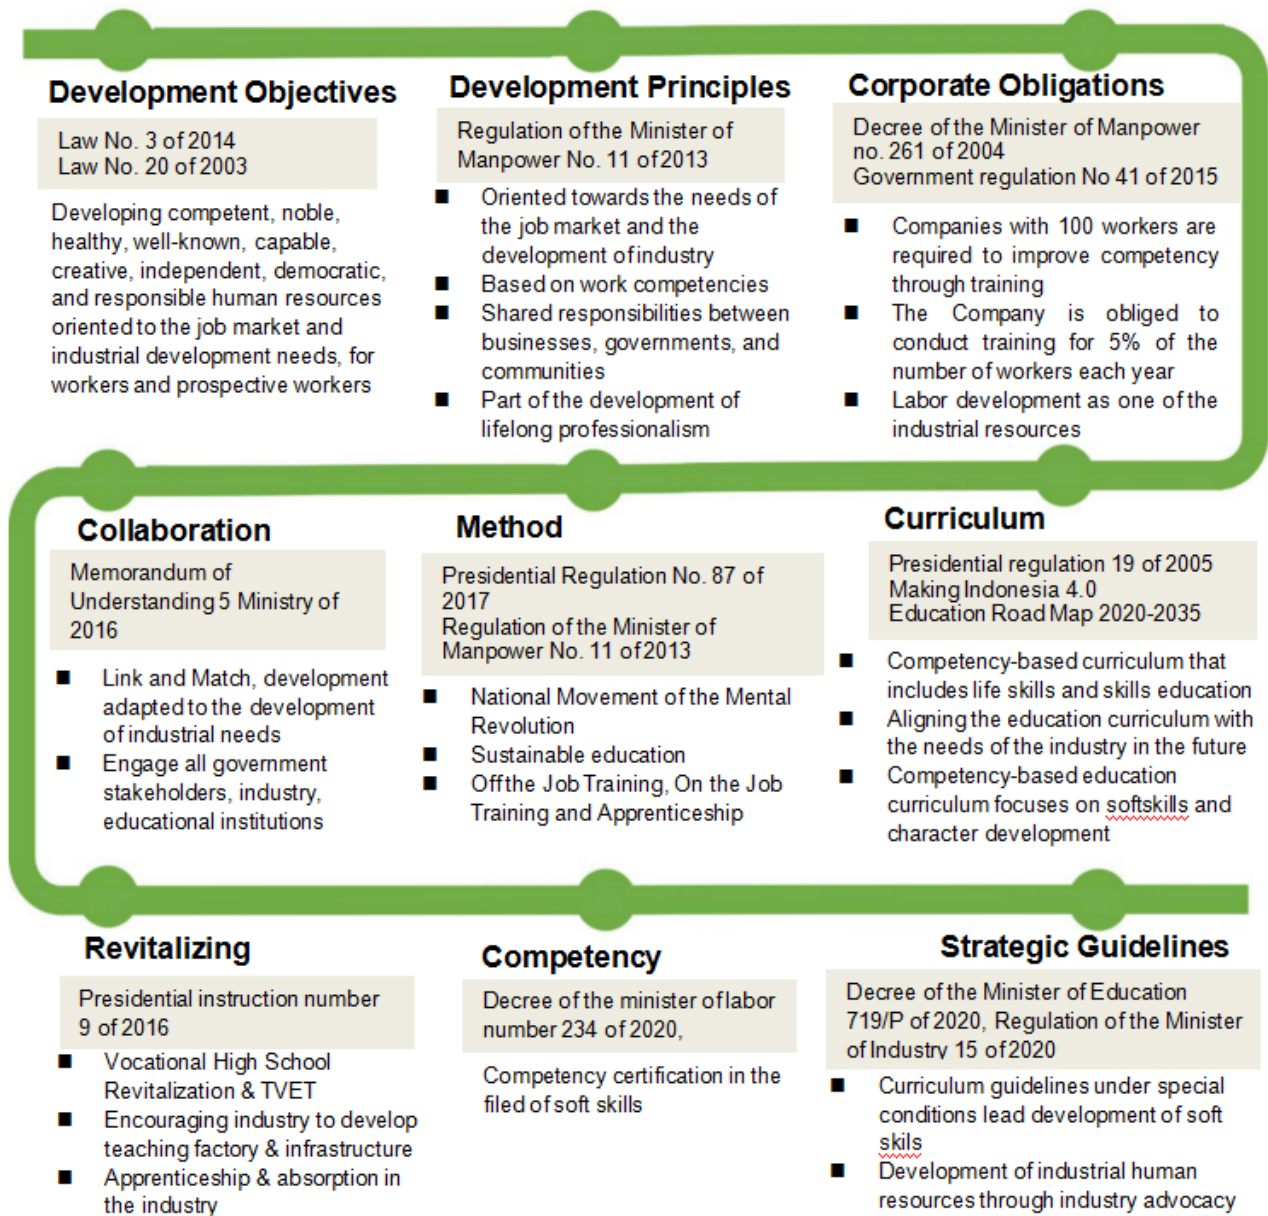 Development Objectives
Law No. 3 of 2014
Law No. 20 of 2003
Developing competent, noble,
healthy, well-known, capable,
creative, independent, democratic,
and responsible human resources
oriented to the job market and
industrial development needs, for
workers and prospective workers
Development Principles
Regulation of the Minister of
Manpower No. 11 of 2013
■ Oriented towards the needs of
the job market and the
development of industry
■ Based on work competencies
■ Shared responsibilities between
businesses, governments, and
communities
■ Part of the development of
lifelong professionalism
Corporate Obligations
Decree of the Minister of Manpower
no. 261 of 2004
Government regulation No 41 of 2015
■ Companies with 100 workers are
required to improve competency
through training
■ The Company is obliged to
conduct training for 5% of the
number of workers each year
■ Labor development as one of the
industrial resources
Collaboration
Memorandum of
Understanding 5 Ministry of
2016
■ Link and Match, development
adapted to the development
of industrial needs
■ Engage all government
stakeholders, industry,
educational institutions
Method
Presidential Regulation No. 87 of
2017
Regulation of the Minister of
Manpower No. 11 of 2013
■ National Movement of the Mental
Revolution
■ Sustainable education
■ Off the Job Training, On the Job
Training and Apprenticeship
Curriculum
Presidential regulation 19 of 2005
Making Indonesia 4.0
Education Road Map 2020-2035
■ Competency-based curriculum that
includes life skills and skills education
■ Aligning the education curriculum with
the needs of the industry in the future
■ Competency-based education
curriculum focuses on softskills and
character development
Revitalizing
Presidential instruction number
9 of 2016
■ Vocational High School
Revitalization & TVET
■ Encouraging industry to develop
teaching factory & infrastructure
■ Apprenticeship & absorption in
the industry
Competency
Decree of the minister of labor
number 234 of 2020,
Competency certification in the
filed of soft skills
Strategic Guidelines
Decree of the Minister of Education
719/P of 2020, Regulation of the Minister
of Industry 15 of 2020
■ Curriculum guidelines under special
conditions lead development of soft
skils
■ Development of industrial human
resources through industry advocacy